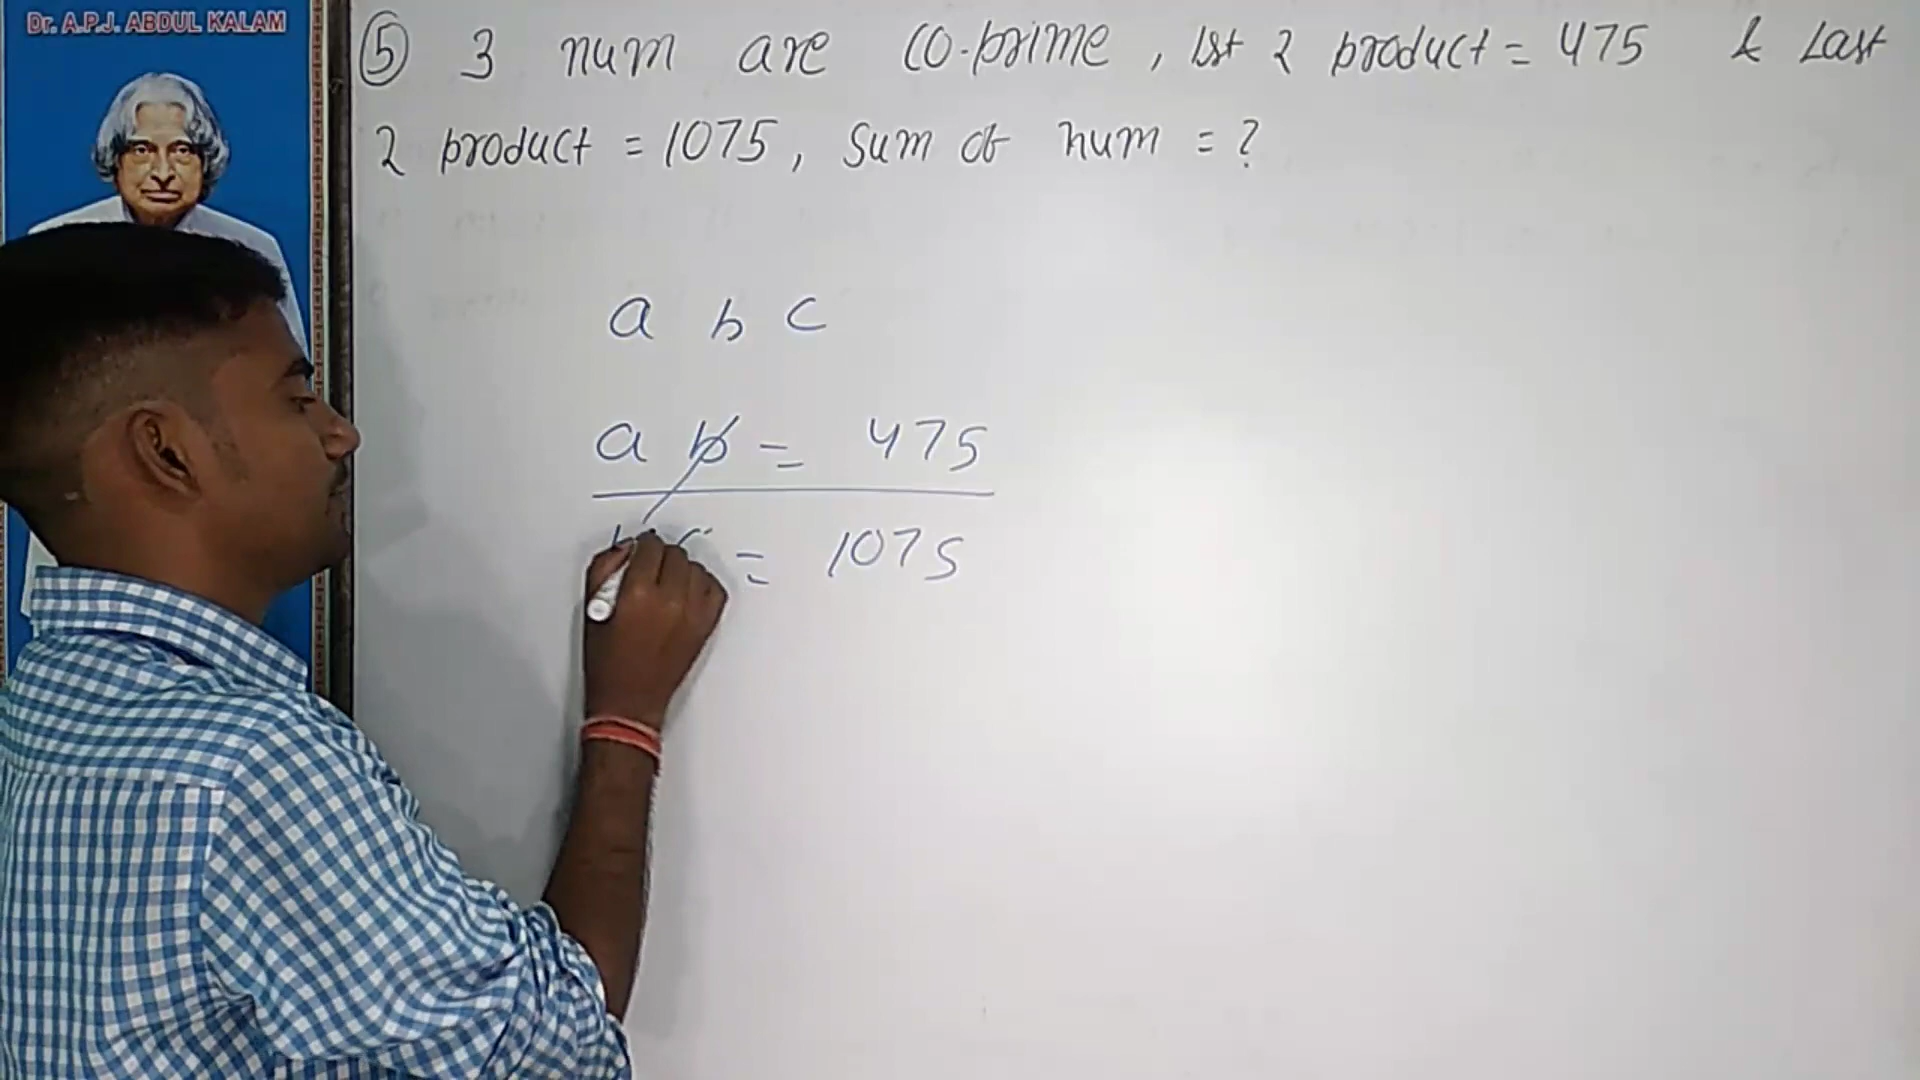 Dr. A.P.J. ABDUL KALAM
⑤ 3 num are co-prime, 1st 2 product = 475 & Last
2 product = 1075, Sum of num = ?
a b c
a b = 475
b c = 1075